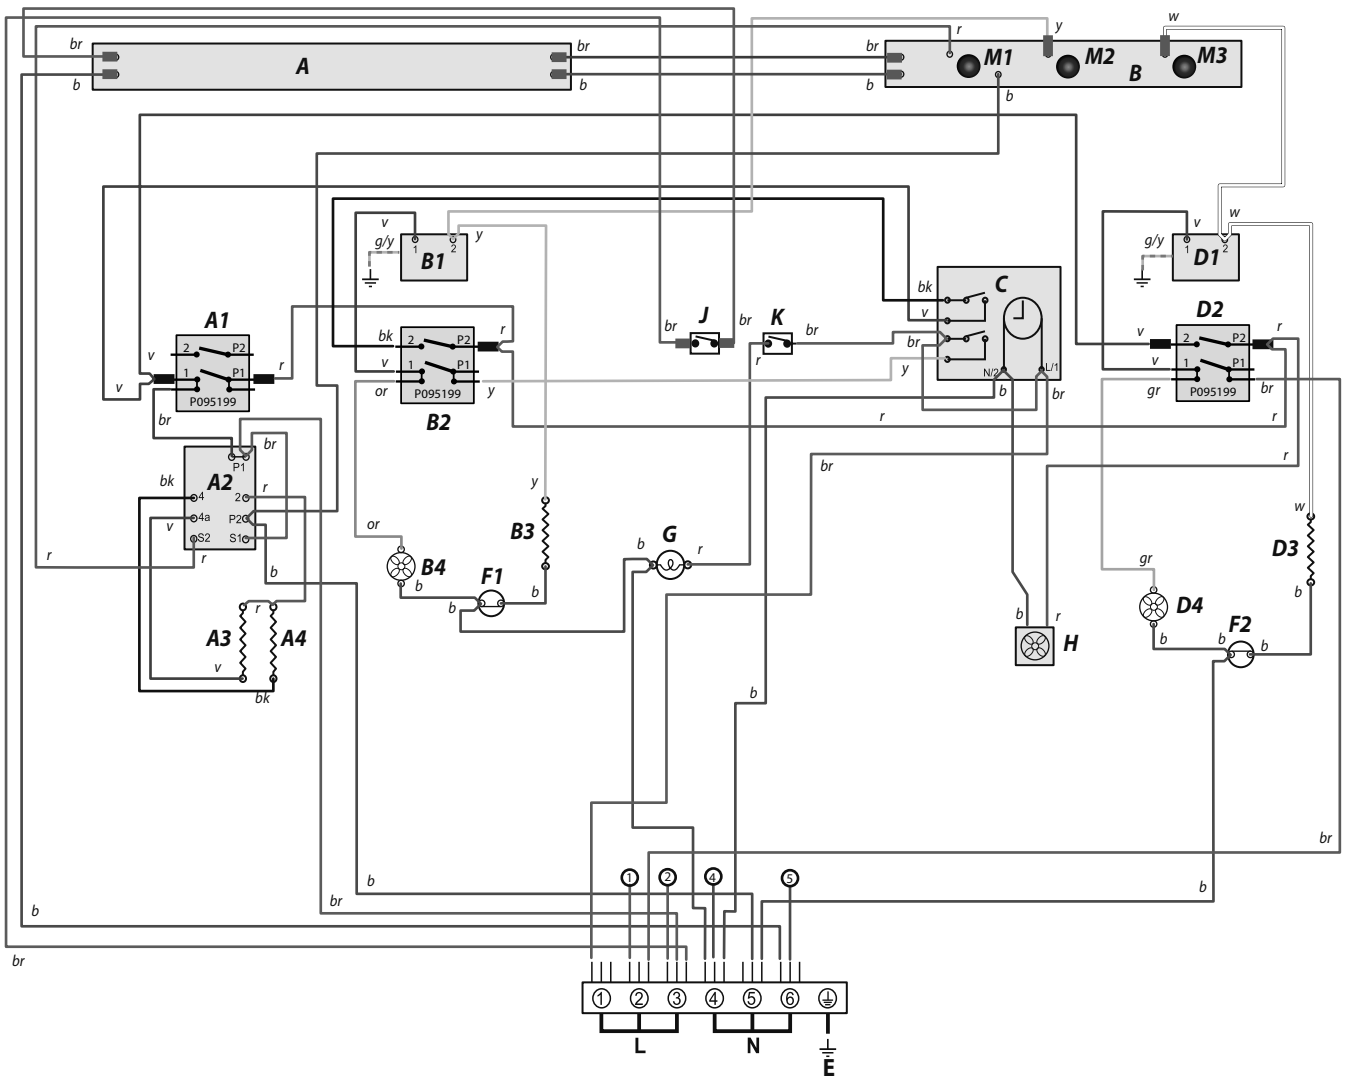 w
br
br
br
r
y
A
M1
M2
M3
B
b
b
b
b
v
g/y
1
2
y
B1
w
w
v
g/y
1
2
D1
bk
C
v
br
y
N/2
L/1
b
br
A1
v
2
P2
r
1
P1
v
P095199
br
bk
2
P2
r
v
1
P1
or
P095199
y
B2
br
J
br
K
br
r
D2
v
2
P2
r
v
1
P1
gr
P095199
br
r
r
br
r
br
P1
A2
bk
4
2
r
v
4a
P2
S2
S1
r
r
b
r
A3
A4
v
bk
or
B4
b
y
B3
F1
b
b
b
G
r
b
r
H
w
D3
gr
D4
b
b
F2
b
b
b
br
b
b
br
b
br
1
2
4
5
1
2
3
4
5
6
L
N
E